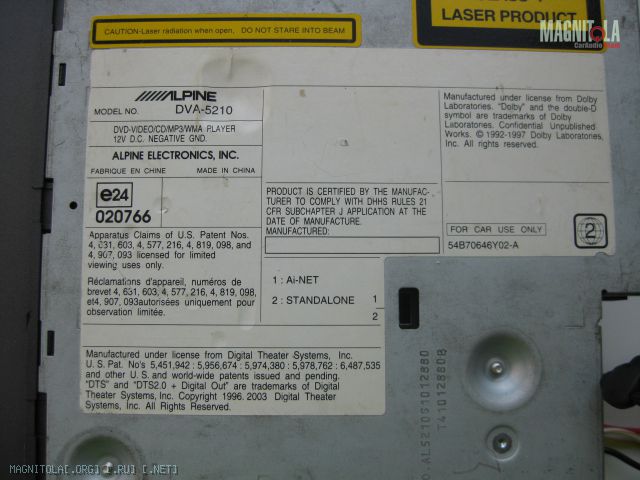 CAUTION-Laser radiation when open. DO NOT STARE INTO BEAM
LASER PRODUCT
MAGNITOLA
ALPINE
MODEL NO. DVA-5210
DVD-VIDEO/CD/MP3/WMA PLAYER
12V D.C. NEGATIVE GND.
ALPINE ELECTRONICS, INC.
FABRIQUE EN CHINE MADE IN CHINA
e24
020766
Apparatus Claims of U.S. Patent Nos.
4, 631, 603, 4, 577, 216, 4, 819, 098, and
4, 907, 093 licensed for limited
viewing uses only.
Réclamations d'appareil, numéros de
brevet 4, 631, 603, 4, 577, 216, 4, 819, 098,
et4, 907, 093autorisées uniquement pour
observation limitée.
PRODUCT IS CERTIFIED BY THE MANUFAC-
TURER TO COMPLY WITH DHHS RULES 21
CFR SUBCHAPTER J APPLICATION AT THE
DATE OF MANUFACTURE.
MANUFACTURED:
1 : Ai-NET
2 : STANDALONE
1
2
Manufactured under license from Dolby
Laboratories. "Dolby" and the double-D
symbol are trademarks of Dolby
Laboratories. Confidential Unpublished
Works. © 1992-1997 Dolby Laboratories,
Inc. All rights reserved.
FOR CAR USE ONLY
54B70646Y02-A
2
Manufactured under license from Digital Theater Systems, Inc.
U.S. Pat. No's 5,451,942 : 5,956,674 : 5,974,380 : 5,978,762 : 6,487,535
and other U.S. and world-wide patents issued and pending.
"DTS" and "DTS2.0 + Digital Out" are trademarks of Digital
Theater Systems, Inc. Copyright 1996. 2003 Digital Theater
Systems, Inc. All Rights Reserved.
T41012880B
MAGNITOLA[.ORG] [.RU] [.NET]